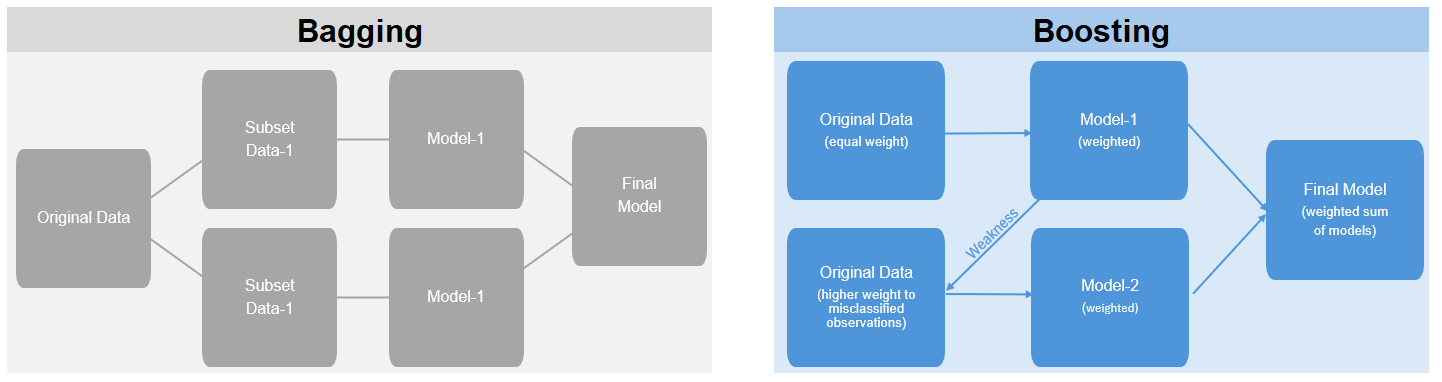 Bagging
Original Data
Subset
Data-1
Model-1
Subset
Data-1
Model-1
Final
Model
Boosting
Original Data
(equal weight)
Model-1
(weighted)
Weakness
Original Data
(higher weight to
misclassified
observations)
Model-2
(weighted)
Final Model
(weighted sum
of models)